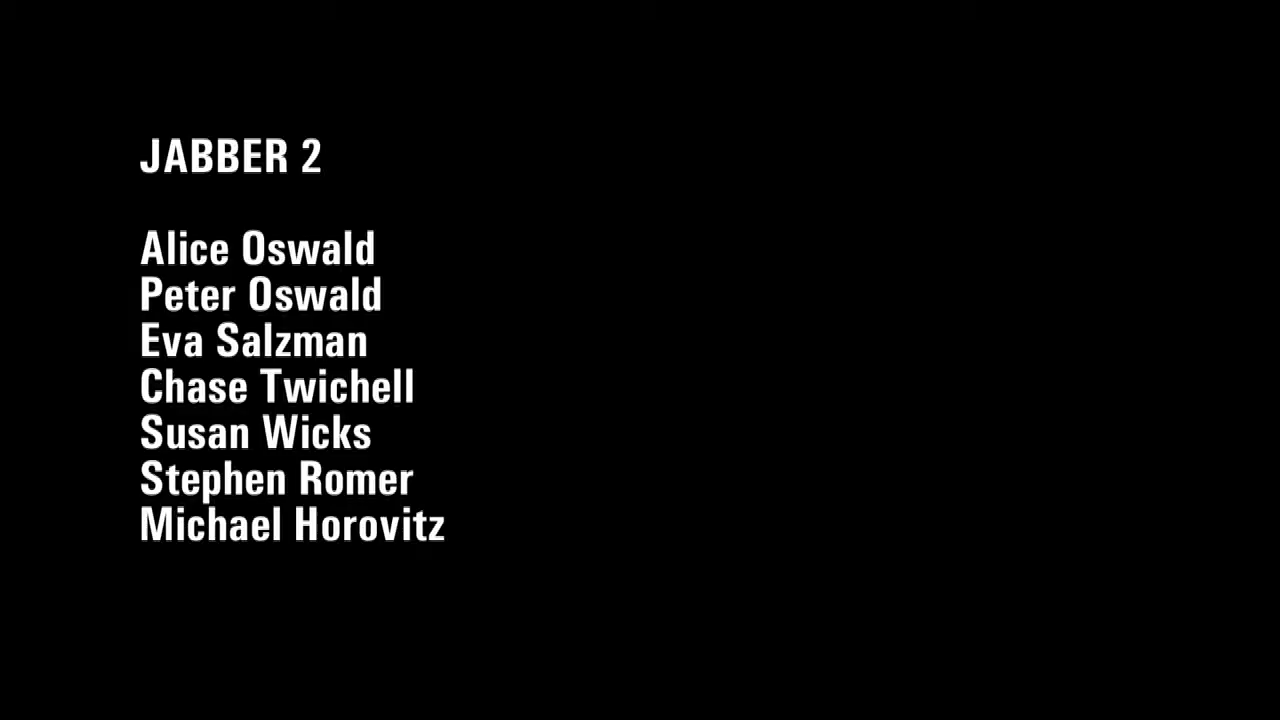 JABBER 2
Alice Oswald
Peter Oswald
Eva Salzman
Chase Twichell
Susan Wicks
Stephen Romer
Michael Horovitz